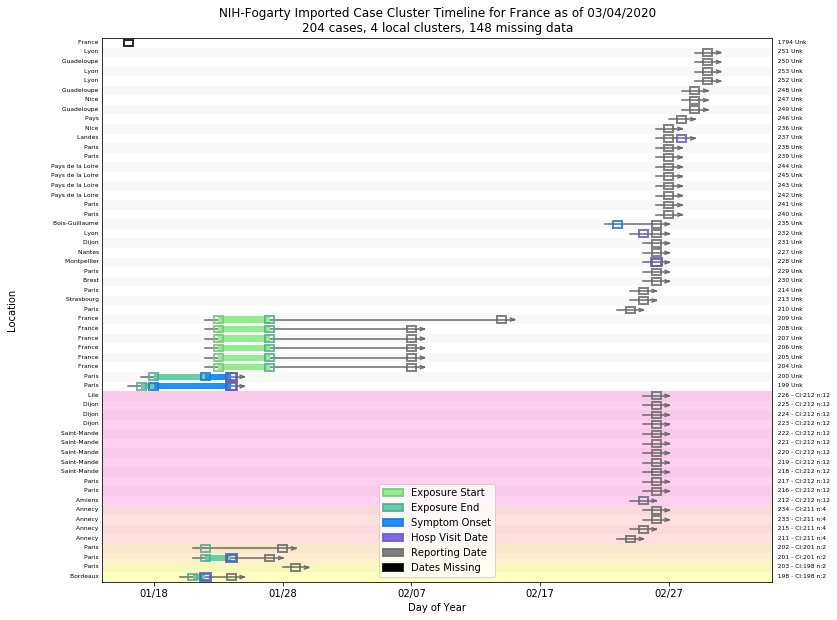 NIH-Fogarty Imported Case Cluster Timeline for France as of 03/04/2020
204 cases, 4 local clusters, 148 missing data
France 1794 Unk
Lyon 251 Unk
Guadeloupe 250 Unk
Lyon 253 Unk
Lyon 252 Unk
Guadeloupe 248 Unk
Nice 247 Unk
Guadeloupe 249 Unk
Pays 246 Unk
Nice 236 Unk
Landes 237 Unk
Paris 238 Unk
Paris 239 Unk
Pays de la Loire 244 Unk
Pays de la Loire 245 Unk
Pays de la Loire 243 Unk
Pays de la Loire 242 Unk
Paris 241 Unk
Paris 240 Unk
Bois-Guillaume 235 Unk
Lyon 232 Unk
Dijon 231 Unk
Nantes 227 Unk
Montpellier 228 Unk
Paris 229 Unk
Brest 230 Unk
Paris 214 Unk
Strasbourg 213 Unk
Paris 210 Unk
France 209 Unk
France 208 Unk
France 207 Unk
France 206 Unk
France 205 Unk
France 204 Unk
Paris 200 Unk
Paris 199 Unk
Lile 226 - Cl:212 n:12
Dijon 225 - Cl:212 n:12
Dijon 224 - Cl:212 n:12
Dijon 223 - Cl:212 n:12
Saint-Mande 222 - Cl:212 n:12
Saint-Mande 221 - Cl:212 n:12
Saint-Mande 220 - Cl:212 n:12
Saint-Mande 219 - Cl:212 n:12
Saint-Mande 218 - Cl:212 n:12
Paris 217 - Cl:212 n:12
Paris 216 - Cl:212 n:12
Amiens 212 - Cl:212 n:12
Annecy 234 - Cl:211 n:4
Annecy 233 - Cl:211 n:4
Annecy 215 - Cl:211 n:4
Annecy 211 - Cl:211 n:4
Paris 202 - Cl:201 n:2
Paris 201 - Cl:201 n:2
Paris 203 - Cl:198 n:2
Bordeaux 198 - Cl:198 n:2
Location
Exposure Start
Exposure End
Symptom Onset
Hosp Visit Date
Reporting Date
Dates Missing
01/18 01/28 02/07 02/17 02/27
Day of Year